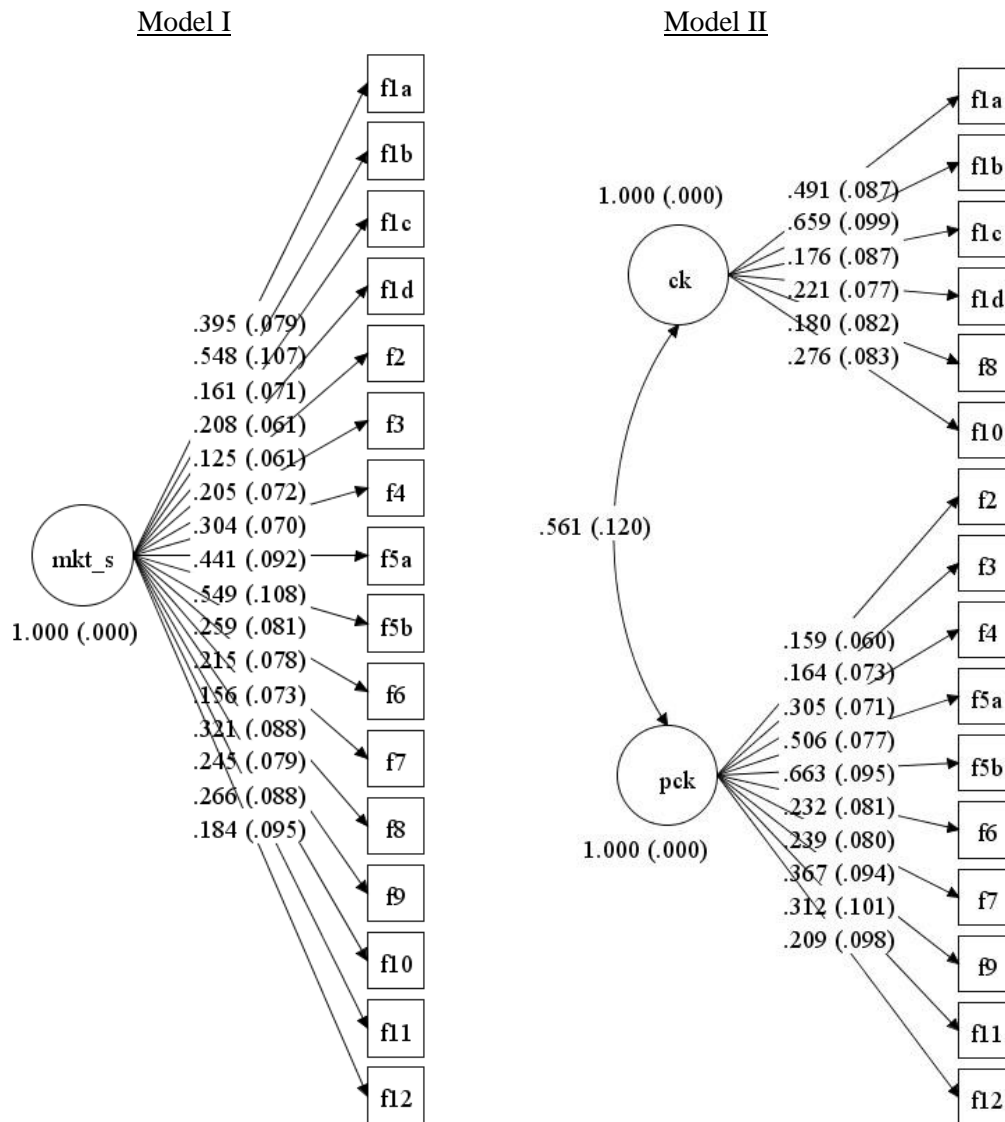 Model I
f1a
f1b
f1c
f1d
f2
f3
f4
f5a
f5b
f6
f7
f8
f9
f10
f11
f12
.395 (.079)
.548 (.107)
.161 (.071)
.208 (.061)
.125 (.061)
.205 (.072)
.304 (.070)
.441 (.092)
.549 (.108)
.259 (.081)
.215 (.078)
.156 (.073)
.321 (.088)
.245 (.079)
.266 (.088)
.184 (.095)
mkt_s
1.000 (.000)
Model II
f1a
f1b
f1c
f1d
f8
f10
f2
f3
f4
f5a
f5b
f6
f7
f9
f11
f12
1.000 (.000)
ck
.491 (.087)
.659 (.099)
.176 (.087)
.221 (.077)
.180 (.082)
.276 (.083)
.561 (.120)
.159 (.060)
.164 (.073)
.305 (.071)
.506 (.077)
.663 (.095)
.232 (.081)
.239 (.080)
.367 (.094)
.312 (.101)
.209 (.098)
pck
1.000 (.000)